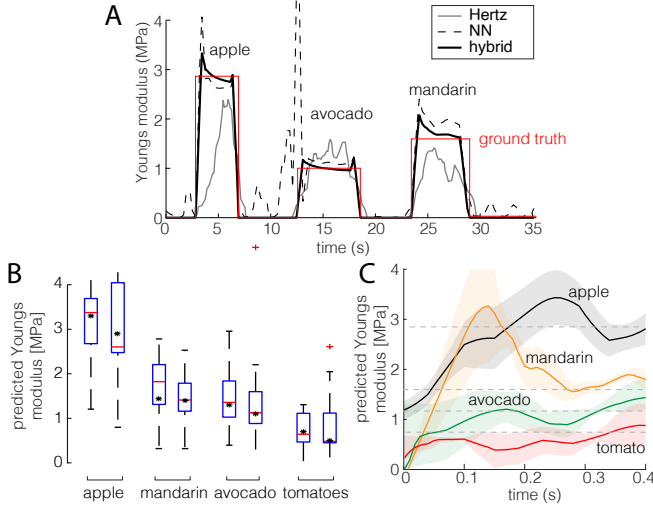 A
Hertz
NN
hybrid
Youngs modulus (MPa)
4
3
2
1
0
apple
avocado
mandarin
ground truth
0 5 10 15 20 25 30 35
time (s)
B
predicted Youngs
modulus [MPa]
4
3
2
1
0
apple mandarin avocado tomatoes
C
predicted Youngs
modulus [MPa]
4
3
2
1
0
apple
mandarin
avocado
tomato
0 0.1 0.2 0.3 0.4
time (s)